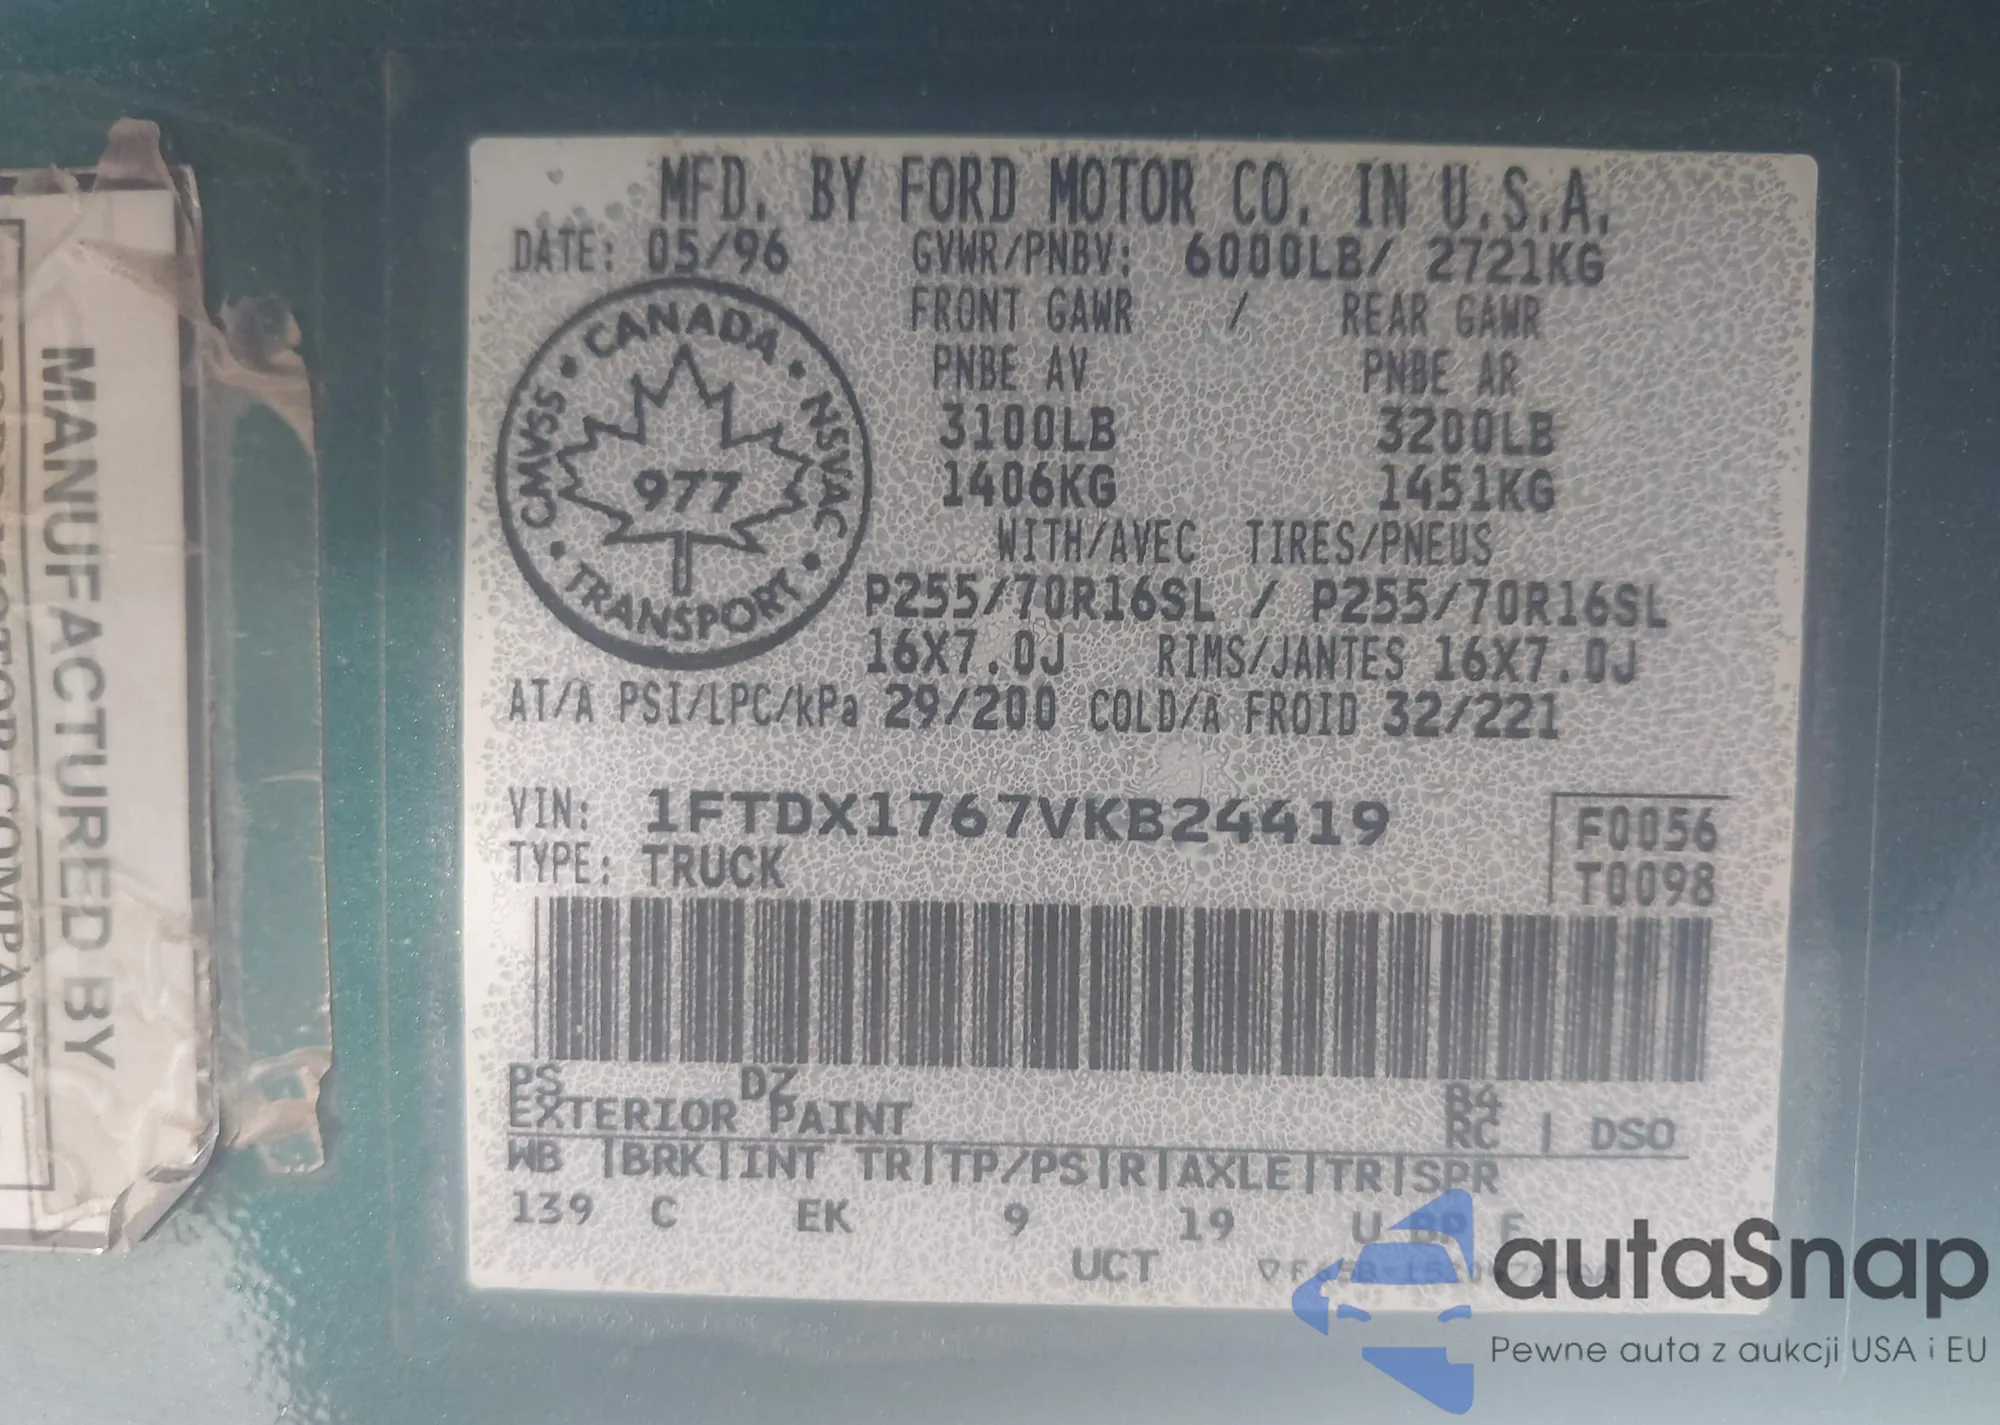 MANUFACTURED BY
MOTOR COMPANY
MFD. BY FORD MOTOR CO. IN U.S.A.
DATE: 05/96 GVWR/PNBV: 6000LB/ 2721KG
FRONT GAWR / REAR GAWR
PNBE AV PNBE AR
3100LB 3200LB
1406KG 1451KG
WITH/AVEC TIRES/PNEUS
P255/70R16SL / P255/70R16SL
16X7.0J RIMS/JANTES 16X7.0J
AT/A PSI/LPC/kPa 29/200 COLD/A FROID 32/221
CANADA • NSVAC • TRANSPORT • CMVSS •
977
VIN: 1FTDX1767VKB24419
TYPE: TRUCK
F0056
T0098
PS DZ B4
EXTERIOR PAINT RC | DSO
WB |BRK|INT TR|TP/PS|R|AXLE|TR|SPR
139 C EK 9 19 U
UCT
autaSnap
Pewne auta z aukcji USA i EU